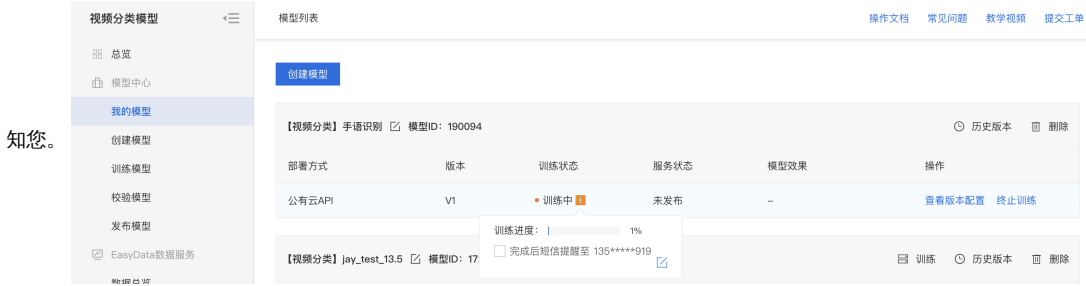 知您。
视频分类模型
总览
模型中心
我的模型
创建模型
训练模型
校验模型
发布模型
EasyData数据服务
数据总览
模型列表 操作文档 常见问题 教学视频 提交工单
创建模型
【视频分类】手语识别 模型ID：190094 历史版本 删除
部署方式 版本 训练状态 服务状态 模型效果 操作
公有云API V1 训练中 未发布 – 查看版本配置 终止训练
训练进度： 1%
完成后短信提醒至 135*****919
【视频分类】jay_test_13.5 模型ID：17 训练 历史版本 删除